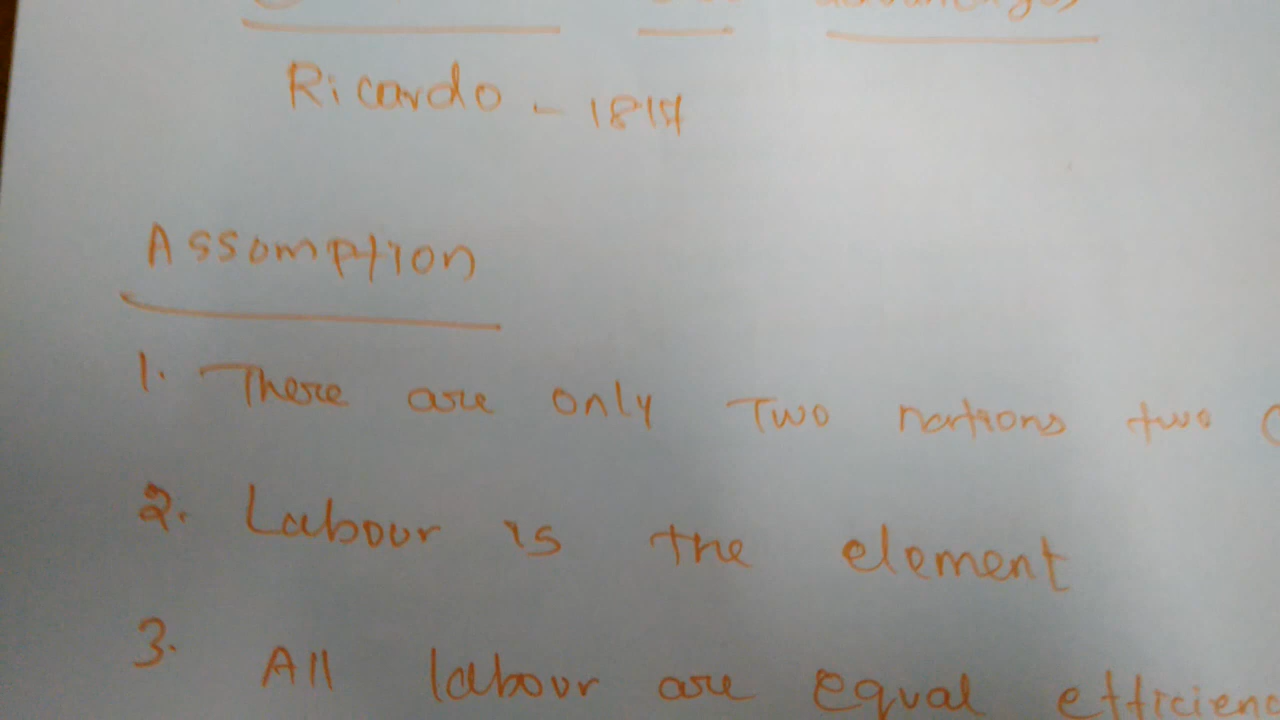 advantages
Ricardo - 1817
Assomption
1. There are only Two nations two
2. Labour is the element
3. All labour are equal